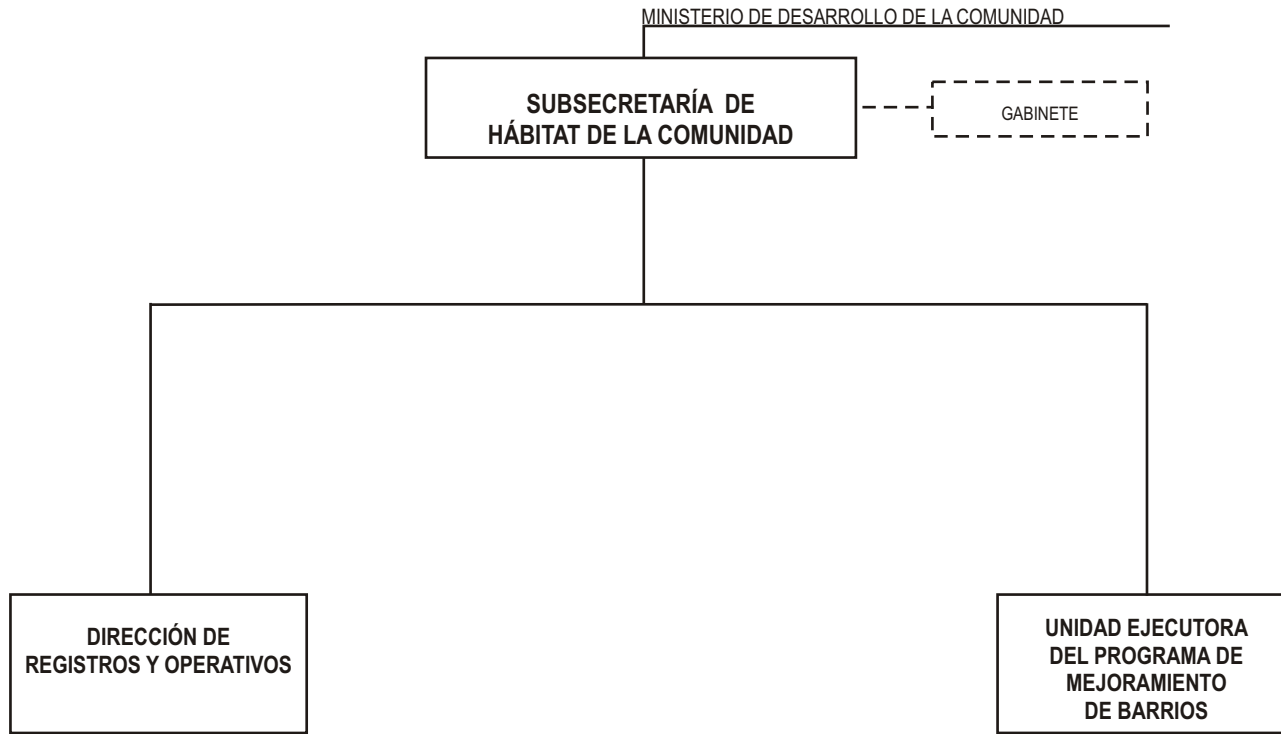 MINISTERIO DE DESARROLLO DE LA COMUNIDAD
SUBSECRETARÍA DE
HÁBITAT DE LA COMUNIDAD
GABINETE
DIRECCIÓN DE
REGISTROS Y OPERATIVOS
UNIDAD EJECUTORA
DEL PROGRAMA DE
MEJORAMIENTO
DE BARRIOS